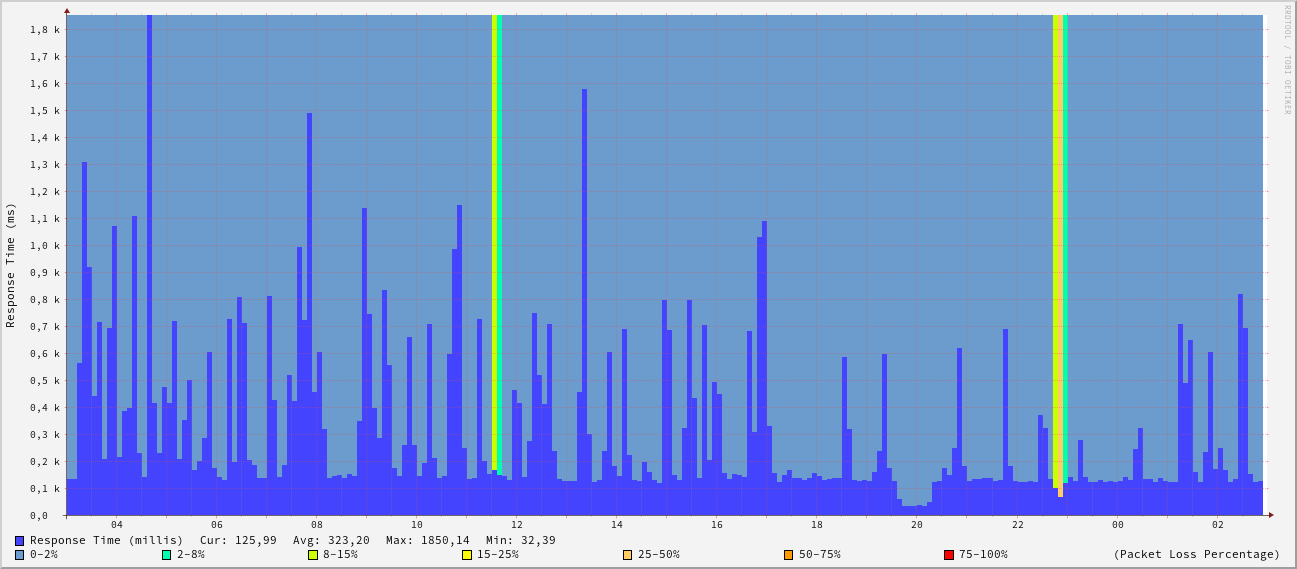 RRDTOOL / TOBI OETIKER
Response Time (ms)
1,8 k
1,7 k
1,6 k
1,5 k
1,4 k
1,3 k
1,2 k
1,1 k
1,0 k
0,9 k
0,8 k
0,7 k
0,6 k
0,5 k
0,4 k
0,3 k
0,2 k
0,1 k
0,0
04 06 08 10 12 14 16 18 20 22 00 02
Response Time (millis) Cur: 125,99 Avg: 323,20 Max: 1850,14 Min: 32,39
0-2% 2-8% 8-15% 15-25% 25-50% 50-75% 75-100% (Packet Loss Percentage)